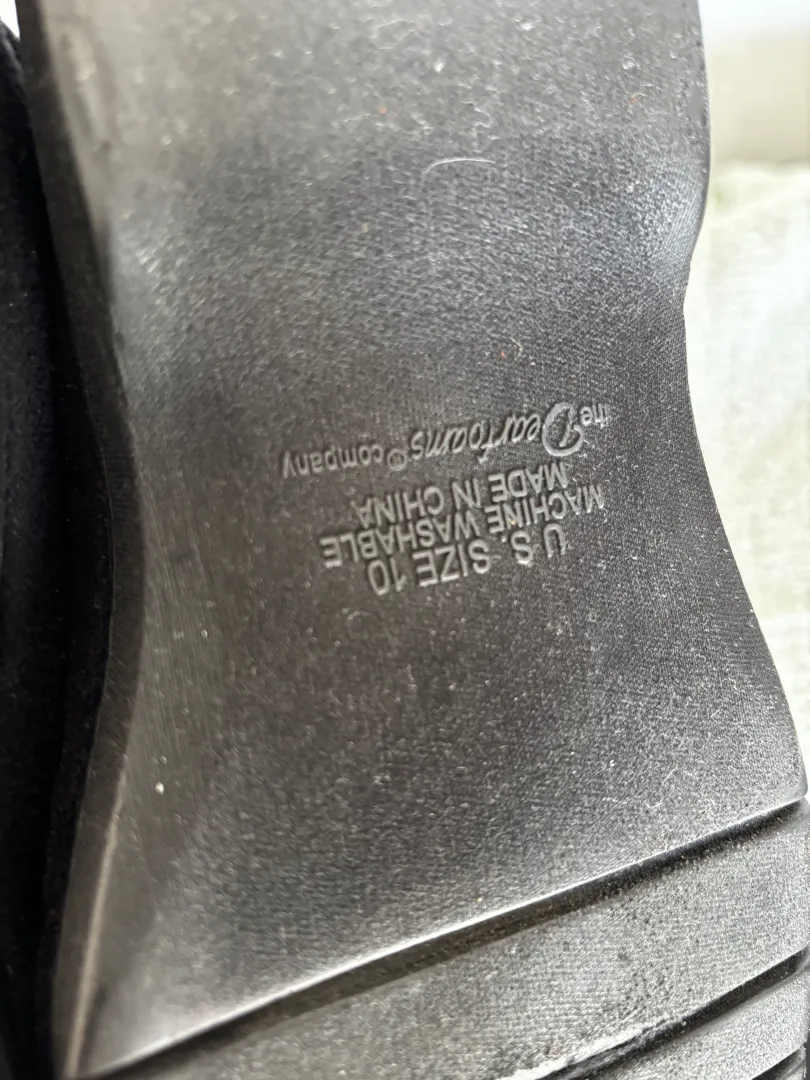 the Dearfoams® company
MADE IN CHINA
MACHINE WASHABLE
U.S. SIZE 10